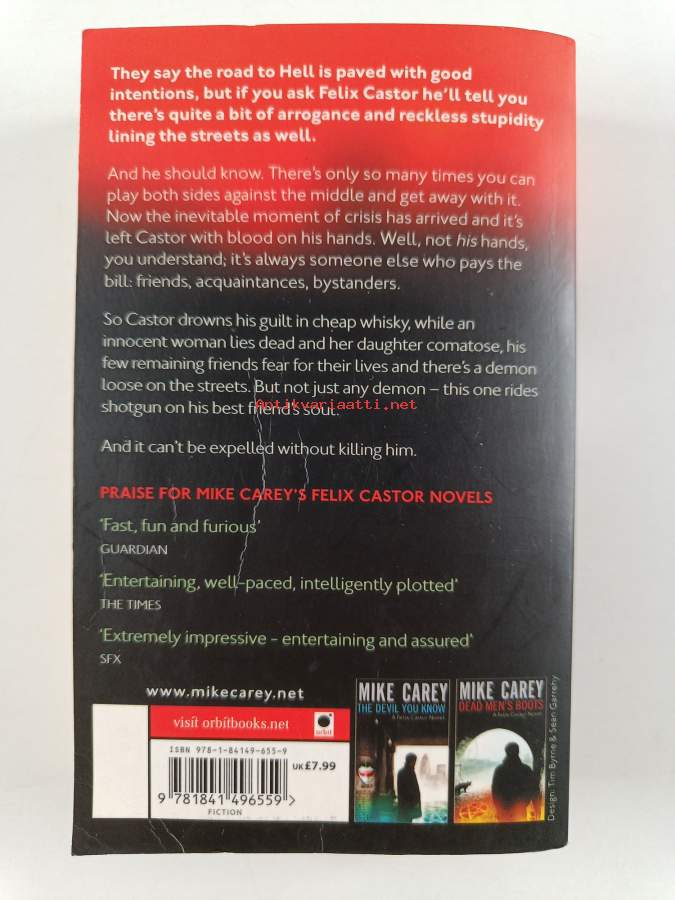 They say the road to Hell is paved with good
intentions, but if you ask Felix Castor he'll tell you
there's quite a bit of arrogance and reckless stupidity
lining the streets as well.
And he should know. There's only so many times you can
play both sides against the middle and get away with it.
Now the inevitable moment of crisis has arrived and it's
left Castor with blood on his hands. Well, not his hands,
you understand; it's always someone else who pays the
bill: friends, acquaintances, bystanders.
So Castor drowns his guilt in cheap whisky, while an
innocent woman lies dead and her daughter comatose, his
few remaining friends fear for their lives and there's a demon
loose on the streets. But not just any demon – this one rides
shotgun on his best friend's soul.
Antikvariaatti.net
And it can't be expelled without killing him.
PRAISE FOR MIKE CAREY'S FELIX CASTOR NOVELS
'Fast, fun and furious'
GUARDIAN
'Entertaining, well-paced, intelligently plotted'
THE TIMES
'Extremely impressive – entertaining and assured'
SFX
www.mikecarey.net
visit orbitbooks.net
orbit
ISBN 978-1-84149-655-9
UK £7.99
9 781841 496559 >
FICTION
MIKE CAREY
THE DEVIL YOU KNOW
A Felix Castor Novel
MIKE CAREY
DEAD MEN'S BOOTS
A Felix Castor Novel
Design: Tim Byrne & Sean Garrehy